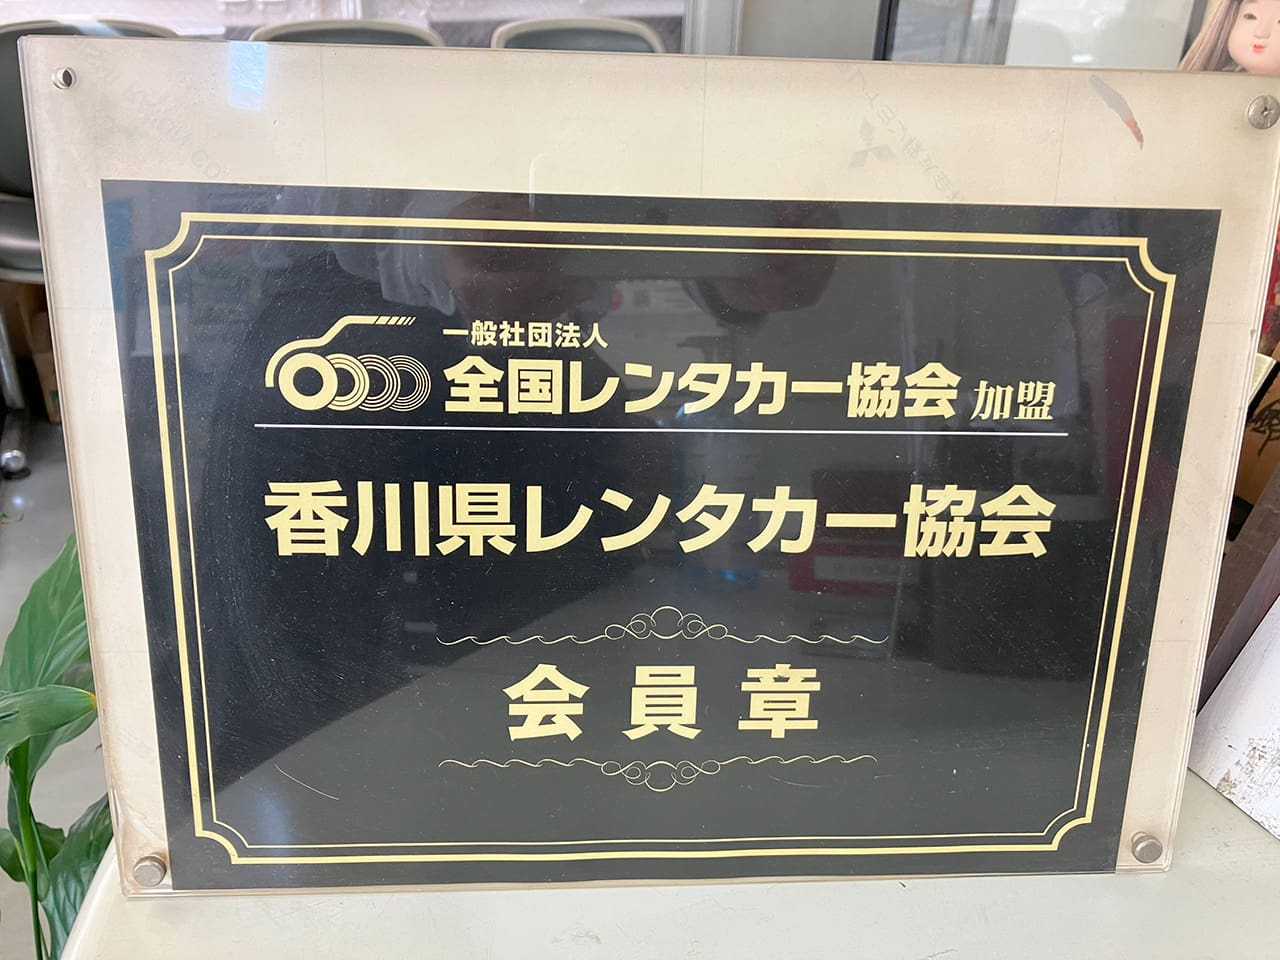 一般社団法人
全国レンタカー協会 加盟
香川県レンタカー協会
会員章